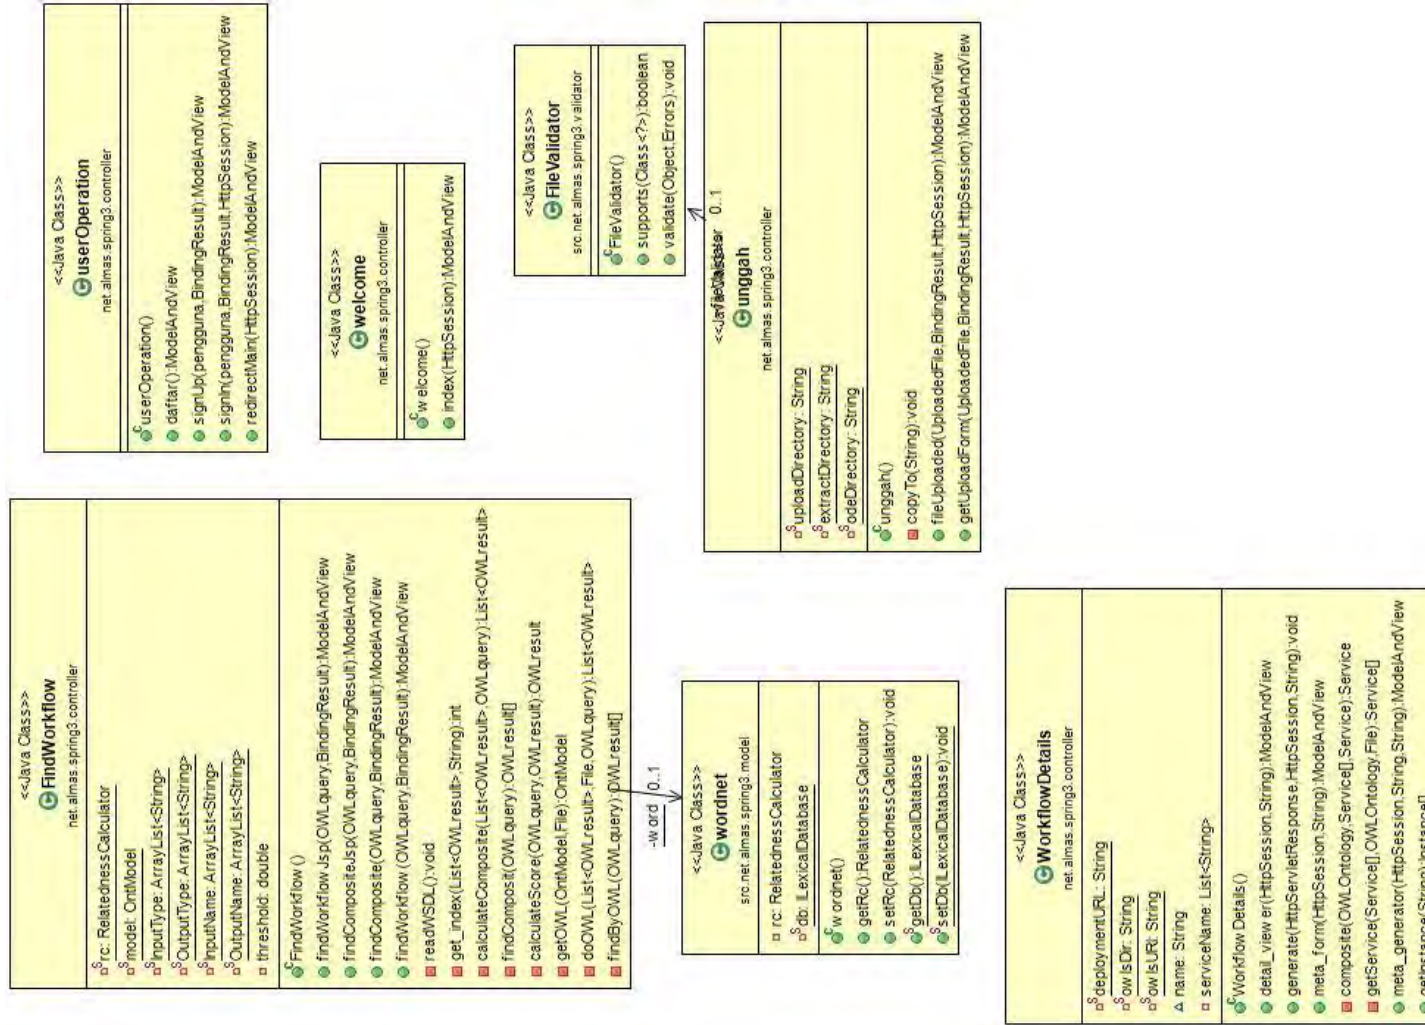 <<Java Class>>
userOperation
net.almas.spring3.controller
userOperation()
daftar():ModelAndView
signUp(pengguna,BindingResult):ModelAndView
signIn(pengguna,BindingResult,HttpSession):ModelAndView
redirectMain(HttpSession):ModelAndView
<<Java Class>>
welcome
net.almas.spring3.controller
welcome()
index(HttpSession):ModelAndView
<<Java Class>>
FileValidator
src.net.almas.spring3.validator
FileValidator()
supports(Class<?>):boolean
validate(Object,Errors):void
0..1
unggah
net.almas.spring3.controller
uploadDirectory: String
extractDirectory: String
odeDirectory: String
unggah()
copyTo(String):void
fileUploaded(UploadedFile,BindingResult,HttpSession):ModelAndView
getUploadForm(UploadedFile,BindingResult,HttpSession):ModelAndView
<<Java Class>>
FindWorkflow
net.almas.spring3.controller
rc: RelatednessCalculator
model: OntModel
InputType: ArrayList<String>
OutputType: ArrayList<String>
InputName: ArrayList<String>
OutputName: ArrayList<String>
threshold: double
FindWorkflow()
findWorkflowJsp(OWLquery,BindingResult):ModelAndView
findCompositeJsp(OWLquery,BindingResult):ModelAndView
findComposite(OWLquery,BindingResult):ModelAndView
findWorkflow(OWLquery,BindingResult):ModelAndView
readWSDL():void
get_index(List<OWLresult>,String):int
calculateComposite(List<OWLresult>,OWLquery):List<OWLresult>
findComposit(OWLquery):OWLresult[]
calculateScore(OWLquery,OWLresult):OWLresult
getOWL(OntModel,File):OntModel
doOWL(List<OWLresult>,File,OWLquery):List<OWLresult>
findByOWL(OWLquery):OWLresult[]
-word 0..1
<<Java Class>>
wordnet
src.net.almas.spring3.model
rc: RelatednessCalculator
db: ILexicalDatabase
wordnet()
getRc():RelatednessCalculator
setRc(RelatednessCalculator):void
getDb():ILexicalDatabase
setDb(ILexicalDatabase):void
<<Java Class>>
WorkflowDetails
net.almas.spring3.controller
deploymentURL: String
owlsDir: String
owlsURI: String
name: String
serviceName: List<String>
WorkflowDetails()
detail_viewer(HttpSession,String):ModelAndView
generate(HttpServletResponse,HttpSession,String):void
meta_form(HttpSession,String):ModelAndView
composite(OWLOntology,Service[],Service):Service
getService(Service[],OWLOntology,File):Service[]
meta_generator(HttpSession,String,String):ModelAndView